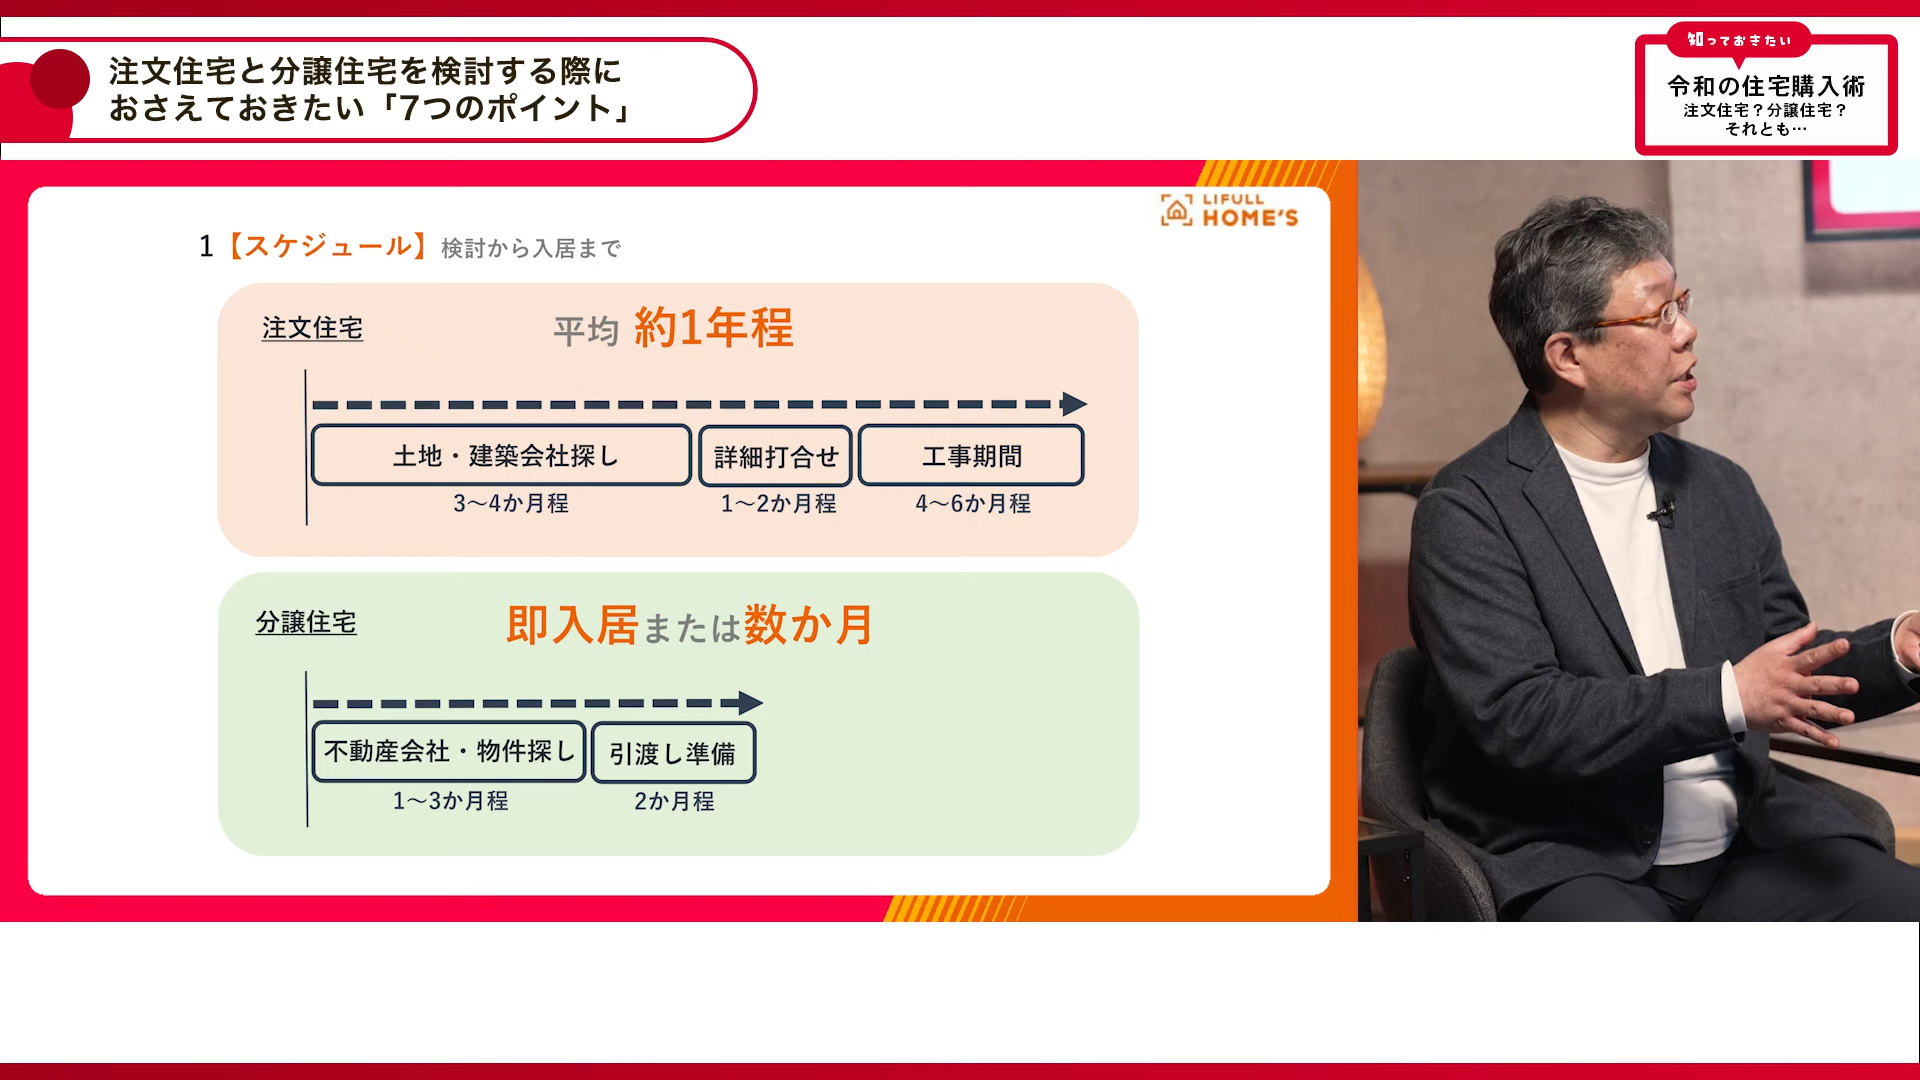 注文住宅と分譲住宅を検討する際に
おさえておきたい「7つのポイント」
知っておきたい
令和の住宅購入術
注文住宅？分譲住宅？
それとも…
LIFULL
HOME'S
1【スケジュール】検討から入居まで
注文住宅
平均 約1年程
土地・建築会社探し
詳細打合せ
工事期間
3〜4か月程
1〜2か月程
4〜6か月程
分譲住宅
即入居または数か月
不動産会社・物件探し
引渡し準備
1〜3か月程
2か月程